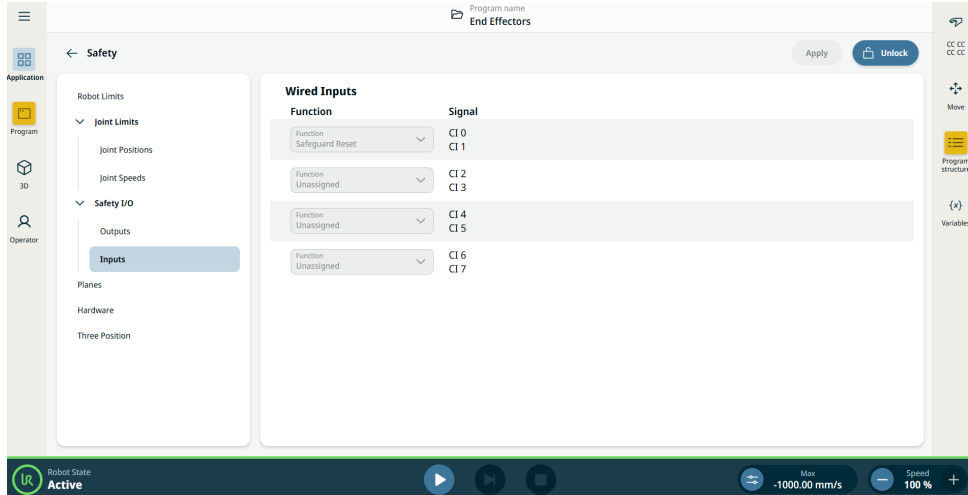 Program name
End Effectors
Application
Program
3D
Operator
Safety
Apply
Unlock
Robot Limits
Joint Limits
Joint Positions
Joint Speeds
Safety I/O
Outputs
Inputs
Planes
Hardware
Three Position
Wired Inputs
Function Signal
Function
Safeguard Reset
CI 0
CI 1
Function
Unassigned
CI 2
CI 3
Function
Unassigned
CI 4
CI 5
Function
Unassigned
CI 6
CI 7
CC CC
CC CC
Move
Program
structure
{x}
Variables
UR
Robot State
Active
Max
-1000.00 mm/s
Speed
100 %